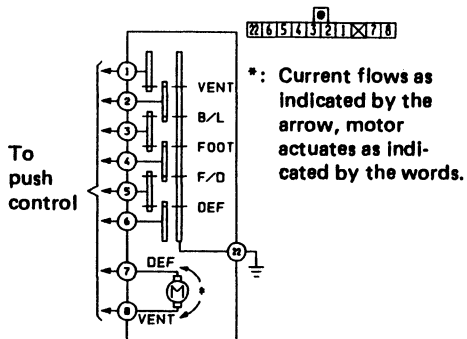 22 6 5 4 3 2 1 7 8
*: Current flows as
indicated by the
arrow, motor
actuates as indi-
cated by the words.
To
push
control
1
2
3
4
5
6
7
8
VENT
B/L
FOOT
F/D
DEF
22
DEF
M
*
VENT